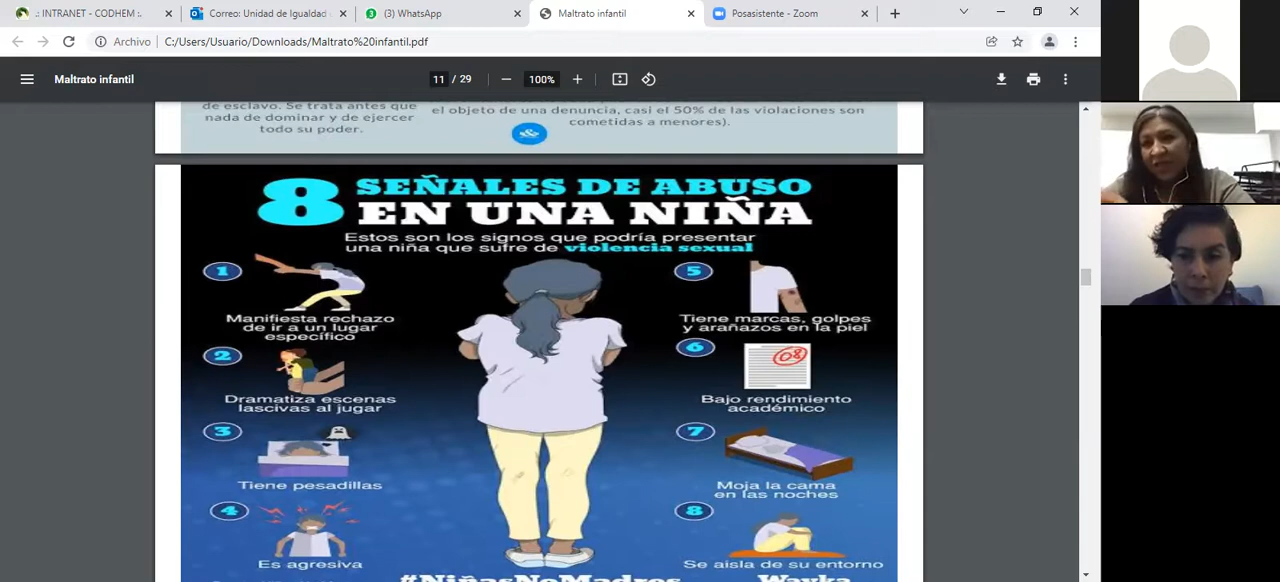 .: INTRANET - CODHEM :.
Correo: Unidad de Igualdad
(3) WhatsApp
Maltrato infantil
Posasistente - Zoom
Archivo
C:/Users/Usuario/Downloads/Maltrato%20infantil.pdf
Maltrato infantil
11 / 29
100%
de esclavo. Se trata antes que
nada de dominar y de ejercer
todo su poder.
el objeto de una denuncia, casi el 50% de las violaciones son
cometidas a menores).
8 SEÑALES DE ABUSO
EN UNA NIÑA
Estos son los signos que podría presentar
una niña que sufre de violencia sexual
1
Manifiesta rechazo
de ir a un lugar
específico
2
Dramatiza escenas
lascivas al jugar
3
Tiene pesadillas
4
Es agresiva
5
Tiene marcas, golpes
y arañazos en la piel
6
08
Bajo rendimiento
académico
7
Moja la cama
en las noches
8
Se aísla de su entorno
#NiñasNoMadres
Wayka